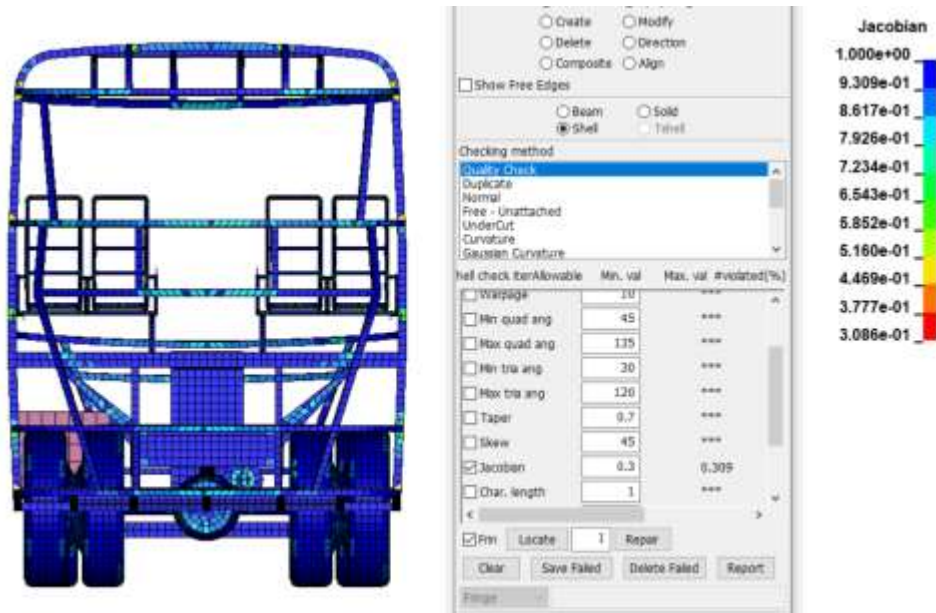 Create Modify
Delete Direction
Composite Align
Show Free Edges
Beam Solid
Shell Tshell
Checking method
Quality Check
Duplicate
Normal
Free - Unattached
UnderCut
Curvature
Gaussian Curvature
hell check iterAllowable Min. val Max. val #violated(%)
Warpage 10 ***
Min quad ang 45 ***
Max quad ang 135 ***
Min tria ang 30 ***
Max tria ang 120 ***
Taper 0.7 ***
Skew 45 ***
Jacobian 0.3 0.309
Char. length 1 ***
Frin Locate 1 Repair
Clear Save Failed Delete Failed Report
Fringe
Jacobian
1.000e+00
9.309e-01
8.617e-01
7.926e-01
7.234e-01
6.543e-01
5.852e-01
5.160e-01
4.469e-01
3.777e-01
3.086e-01